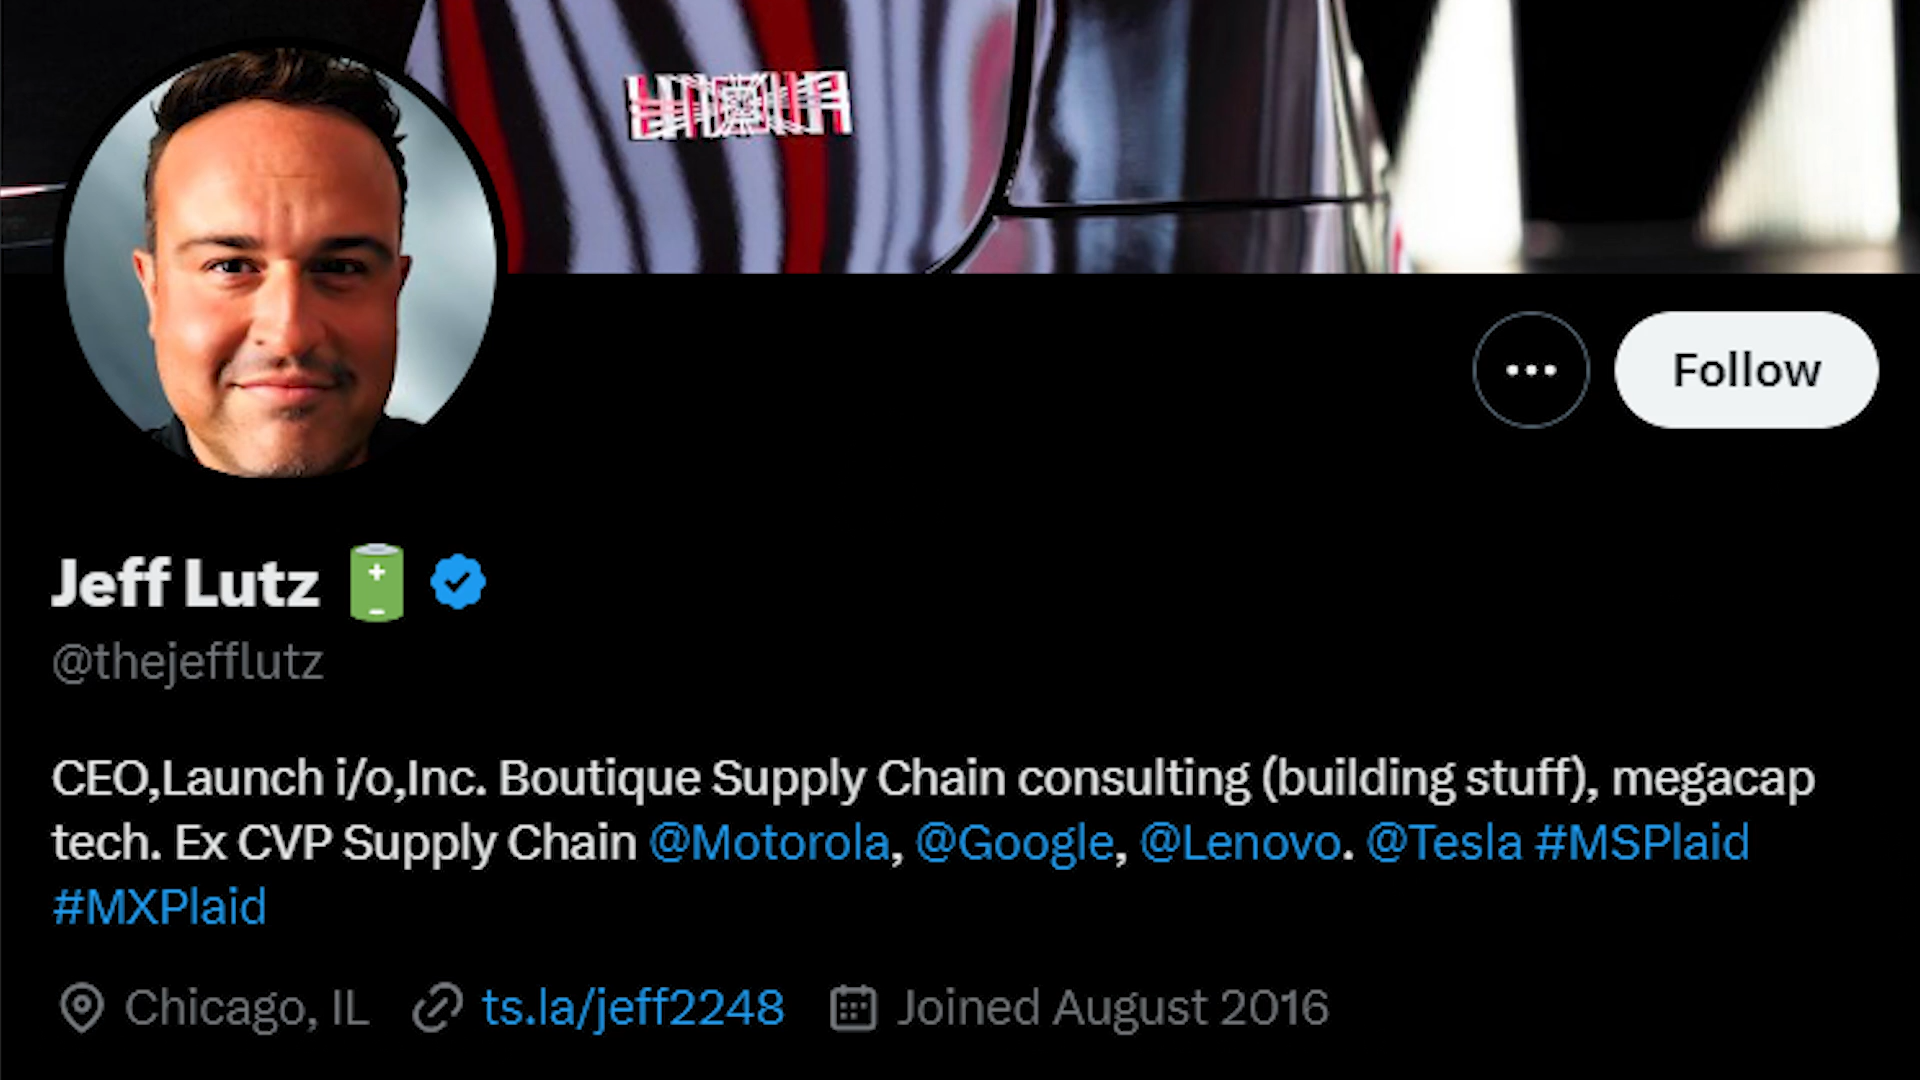 Follow
Jeff Lutz
@thejefflutz
CEO,Launch i/o,Inc. Boutique Supply Chain consulting (building stuff), megacap
tech. Ex CVP Supply Chain @Motorola, @Google, @Lenovo. @Tesla #MSPlaid
#MXPlaid
Chicago, IL ts.la/jeff2248 Joined August 2016